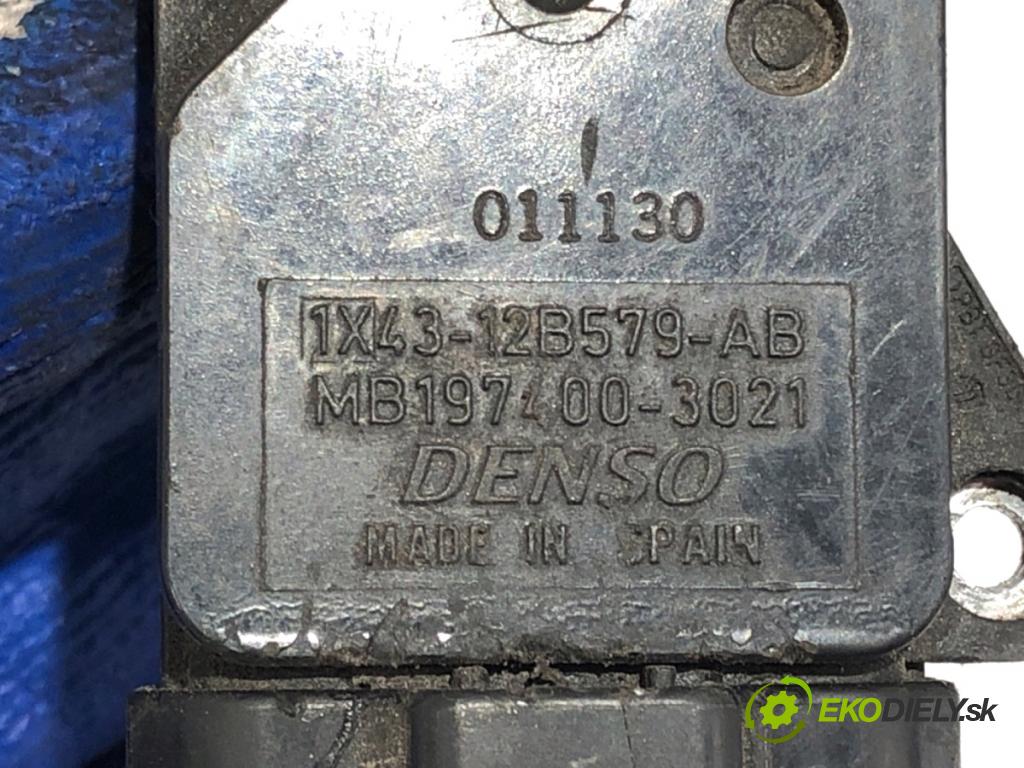 011130
1X43-12B579-AB
MB197400-3021
DENSO
MADE IN SPAIN
EKODIELY.sk